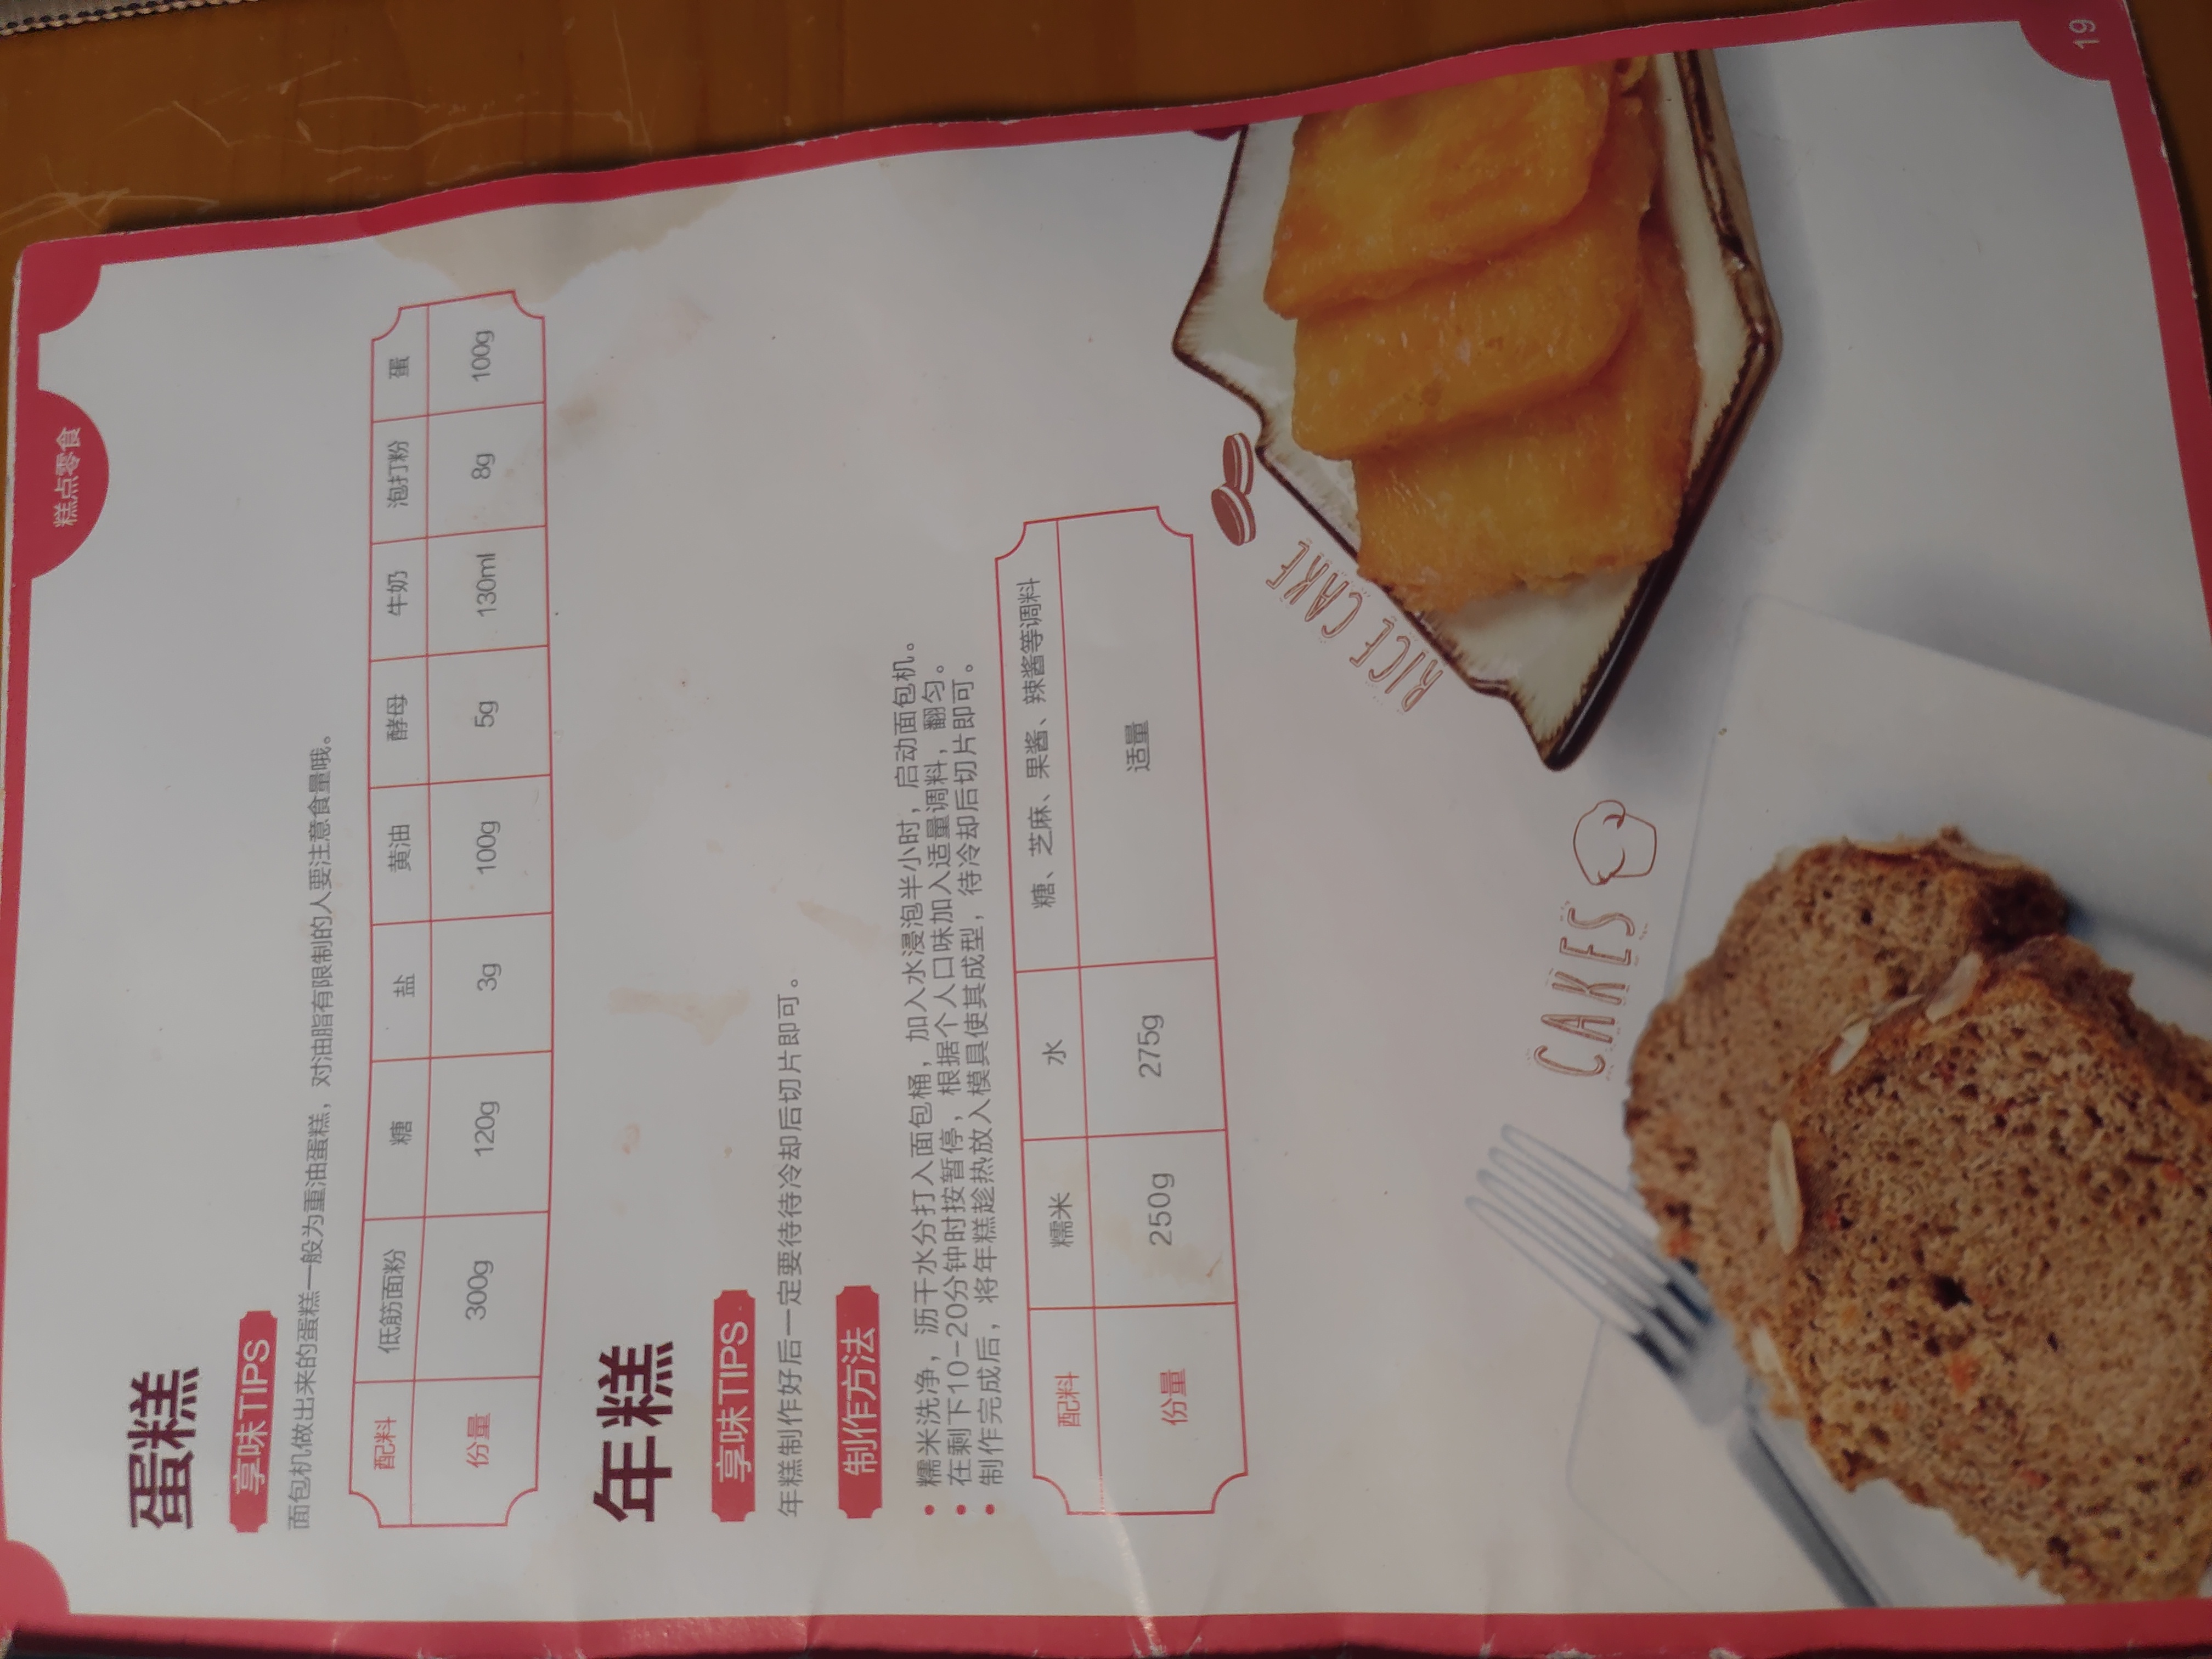 糕点零食
蛋糕
享味TIPS
面包机做出来的蛋糕一般为重油蛋糕，对油脂有限制的人要注意食量哦。
配料 低筋面粉 糖 盐 黄油 酵母 牛奶 泡打粉 蛋
份量 300g 120g 3g 100g 5g 130ml 8g 100g
年糕
享味TIPS
年糕制作好后一定要待待冷却后切片即可。
制作方法
• 糯米洗净，沥干水分打入面包桶，加入水浸泡半小时，启动面包机。
• 在剩下10-20分钟时按暂停，根据个人口味加入适量调料，翻匀。
• 制作完成后，将年糕趁热放入模具使其成型，待冷却后切片即可。
配料 糯米 水 糖、芝麻、果酱、辣酱等调料
份量 250g 275g 适量
RICE CAKE
CAKES
19